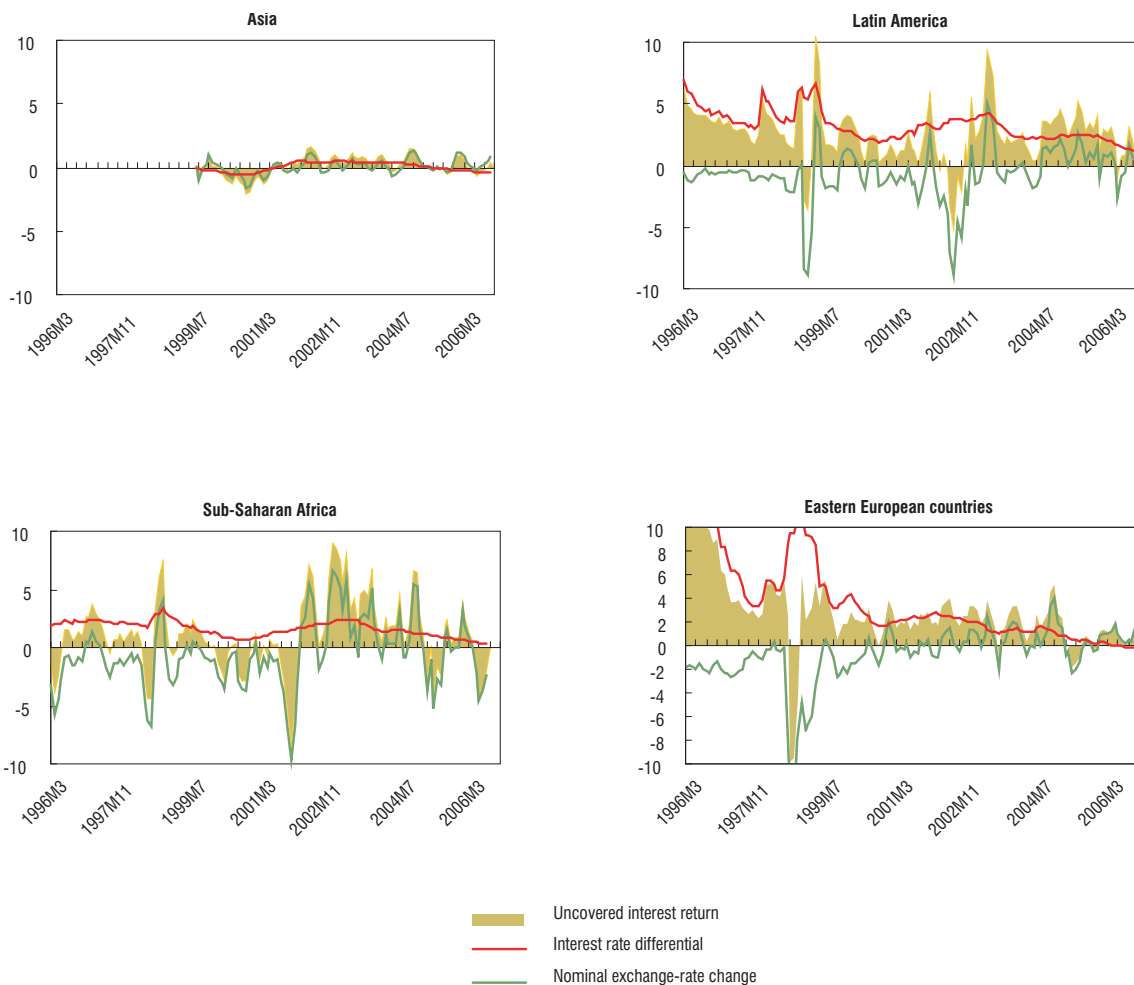 Asia
10
5
0
-5
-10
1996M3
1997M11
1999M7
2001M3
2002M11
2004M7
2006M3
Latin America
10
5
0
-5
-10
1996M3
1997M11
1999M7
2001M3
2002M11
2004M7
2006M3
Sub-Saharan Africa
10
5
0
-5
-10
1996M3
1997M11
1999M7
2001M3
2002M11
2004M7
2006M3
Eastern European countries
10
8
6
4
2
0
-2
-4
-6
-8
-10
1996M3
1997M11
1999M7
2001M3
2002M11
2004M7
2006M3
Uncovered interest return
Interest rate differential
Nominal exchange-rate change